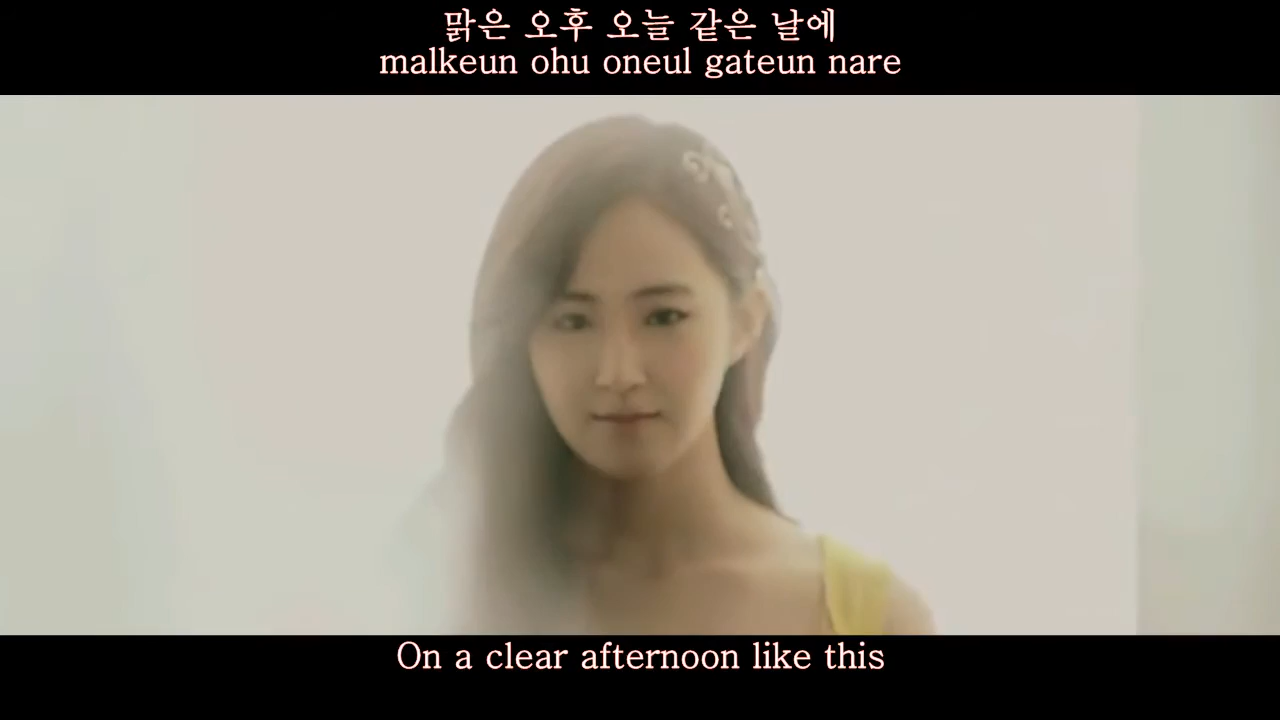 맑은 오후 오늘 같은 날에
malkeun ohu oneul gateun nare
On a clear afternoon like this